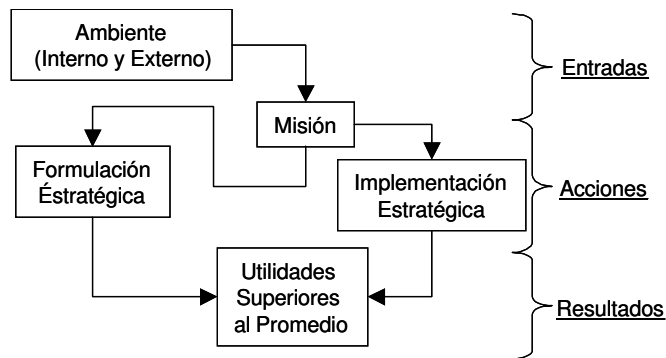 Ambiente
(Interno y Externo)
Entradas
Misión
Formulación
Éstratégica
Implementación
Estratégica
Acciones
Utilidades
Superiores
al Promedio
Resultados